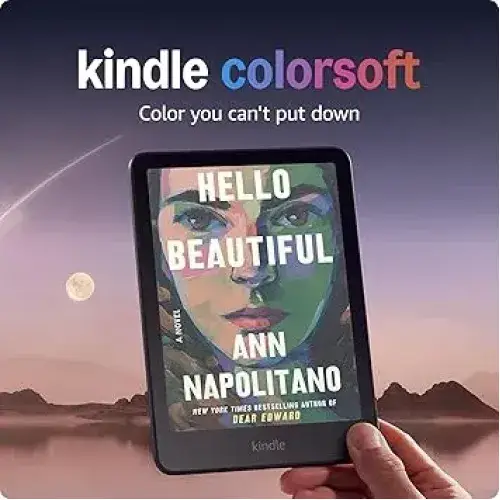 kindle colorsoft
Color you can't put down
HELLO
BEAUTIFUL
A NOVEL
ANN
NAPOLITANO
NEW YORK TIMES BESTSELLING AUTHOR OF
DEAR EDWARD
kindle